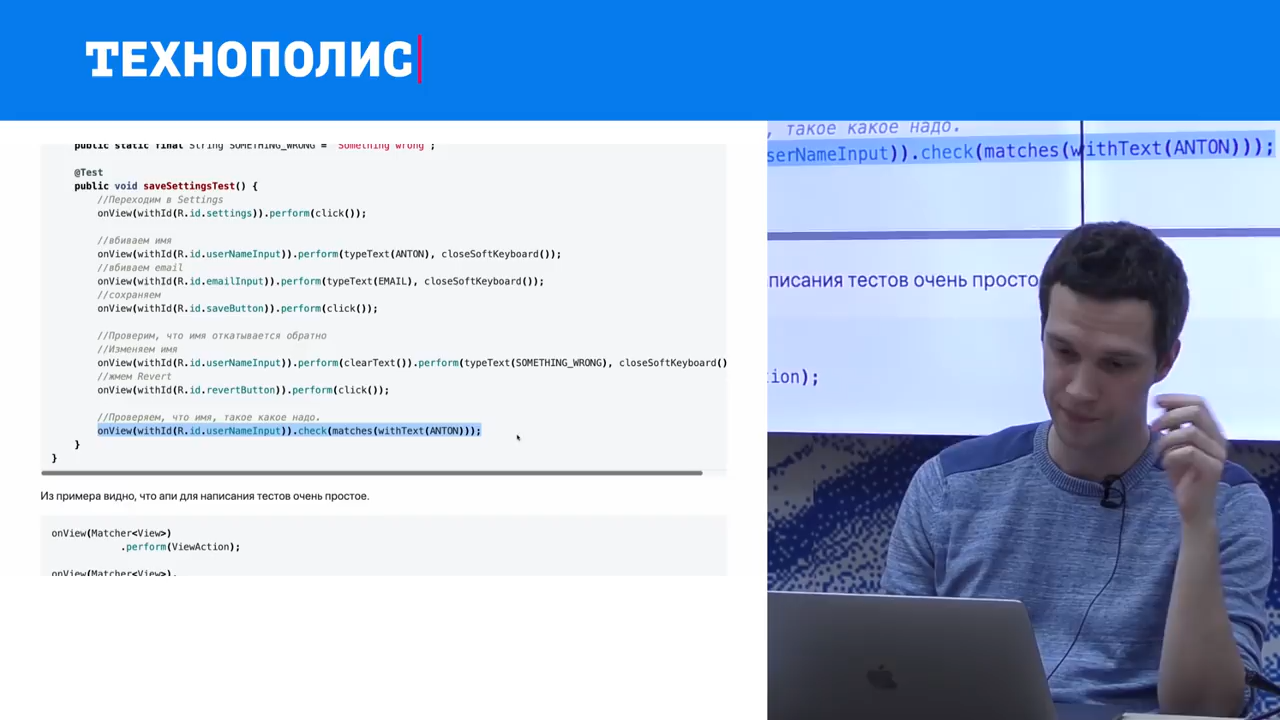 ТЕХНОПОЛИС
public static final String SOMETHING_WRONG = "Something wrong";
@Test
public void saveSettingsTest() {
//Переходим в Settings
onView(withId(R.id.settings)).perform(click());
//вбиваем имя
onView(withId(R.id.userNameInput)).perform(typeText(ANTON), closeSoftKeyboard());
//вбиваем email
onView(withId(R.id.emailInput)).perform(typeText(EMAIL), closeSoftKeyboard());
//сохраняем
onView(withId(R.id.saveButton)).perform(click());
//Проверим, что имя откатывается обратно
//Изменяем имя
onView(withId(R.id.userNameInput)).perform(clearText()).perform(typeText(SOMETHING_WRONG), closeSoftKeyboard()
//жмем Revert
onView(withId(R.id.revertButton)).perform(click());
//Проверяем, что имя, такое какое надо.
onView(withId(R.id.userNameInput)).check(matches(withText(ANTON)));
}
}
Из примера видно, что апи для написания тестов очень простое.
onView(Matcher<View>)
.perform(ViewAction);
onView(Matcher<View>).
, такое какое надо.
serNameInput)).check(matches(withText(ANTON)));
писания тестов очень просто
ion);